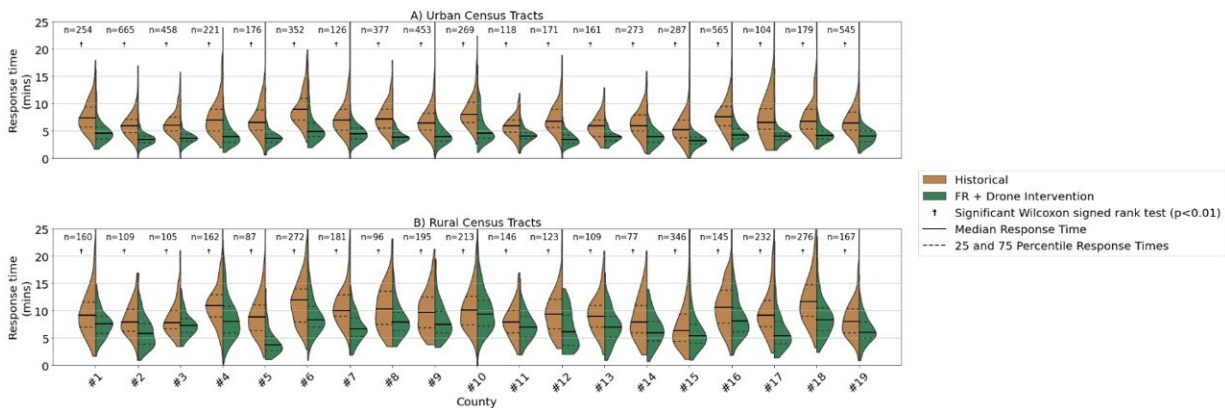 A) Urban Census Tracts
25
20
15
10
5
0
Response time
(mins)
n=254 n=665 n=458 n=221 n=176 n=352 n=126 n=377 n=453 n=269 n=118 n=171 n=161 n=273 n=287 n=565 n=104 n=179 n=545
↑ ↑ ↑ ↑ ↑ ↑ ↑ ↑ ↑ ↑ ↑ ↑ ↑ ↑ ↑ ↑ ↑ ↑ ↑
Historical
FR + Drone Intervention
↑ Significant Wilcoxon signed rank test (p<0.01)
Median Response Time
25 and 75 Percentile Response Times
B) Rural Census Tracts
25
20
15
10
5
0
Response time
(mins)
n=160 n=109 n=105 n=162 n=87 n=272 n=181 n=96 n=195 n=213 n=146 n=123 n=109 n=77 n=346 n=145 n=232 n=276 n=167
↑ ↑ ↑ ↑ ↑ ↑ ↑ ↑ ↑ ↑ ↑ ↑ ↑ ↑ ↑ ↑ ↑ ↑ ↑
#1 #2 #3 #4 #5 #6 #7 #8 #9 #10 #11 #12 #13 #14 #15 #16 #17 #18 #19
County